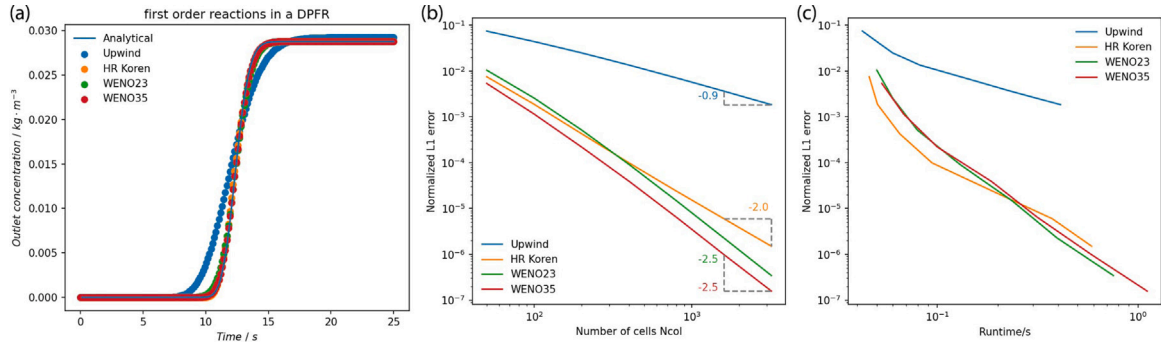 (a)
first order reactions in a DPFR
Outlet concentration / kg · m⁻³
0.030
0.025
0.020
0.015
0.010
0.005
0.000
0
5
10
15
20
25
Time / s
Analytical
Upwind
HR Koren
WENO23
WENO35
(b)
Normalized L1 error
10⁻¹
10⁻²
10⁻³
10⁻⁴
10⁻⁵
10⁻⁶
10⁻⁷
10²
10³
Number of cells Ncol
-0.9
-2.0
-2.5
-2.5
Upwind
HR Koren
WENO23
WENO35
(c)
Normalized L1 error
10⁻¹
10⁻²
10⁻³
10⁻⁴
10⁻⁵
10⁻⁶
10⁻⁷
10⁻¹
10⁰
Runtime/s
Upwind
HR Koren
WENO23
WENO35